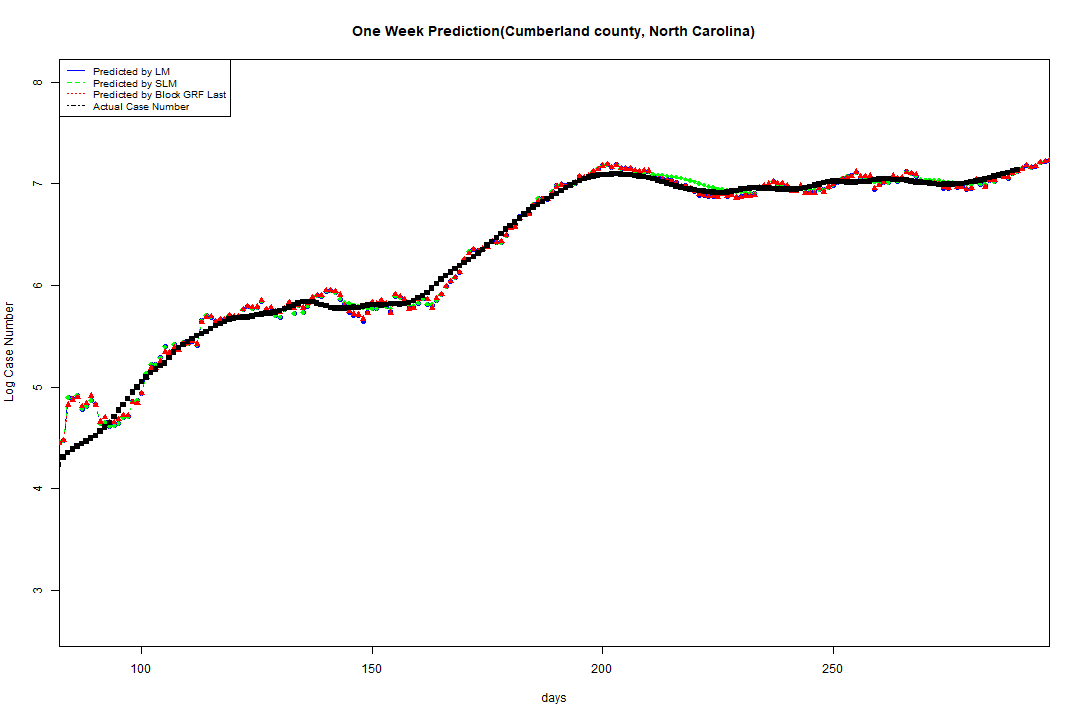 One Week Prediction(Cumberland county, North Carolina)
Predicted by LM
Predicted by SLM
Predicted by Block GRF Last
Actual Case Number
8
7
6
5
4
3
Log Case Number
100 150 200 250
days